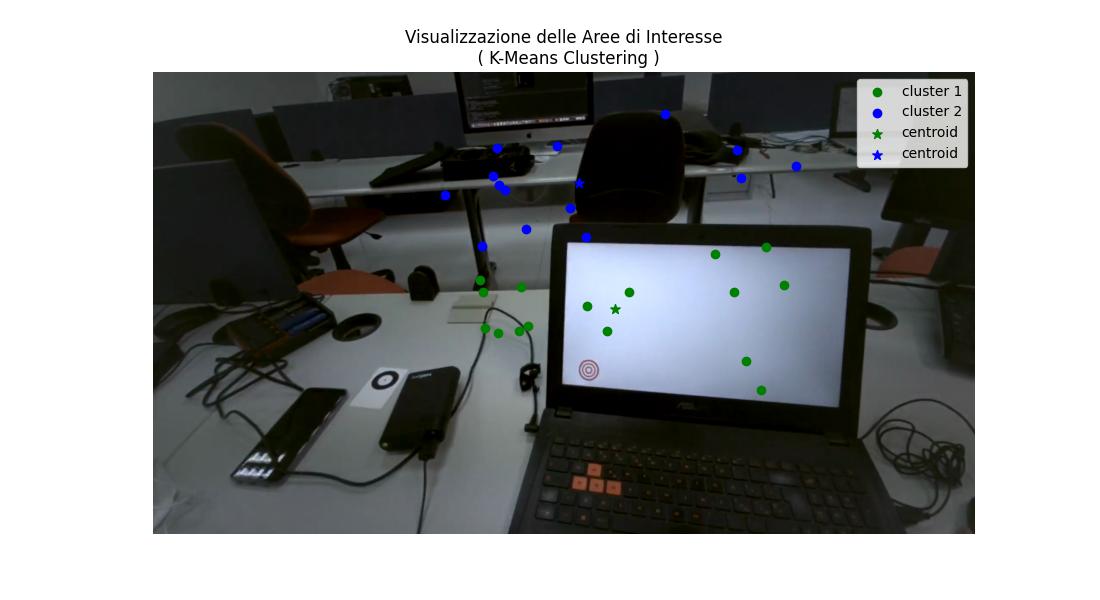 Visualizzazione delle Aree di Interesse
( K-Means Clustering )
cluster 1
cluster 2
centroid
centroid